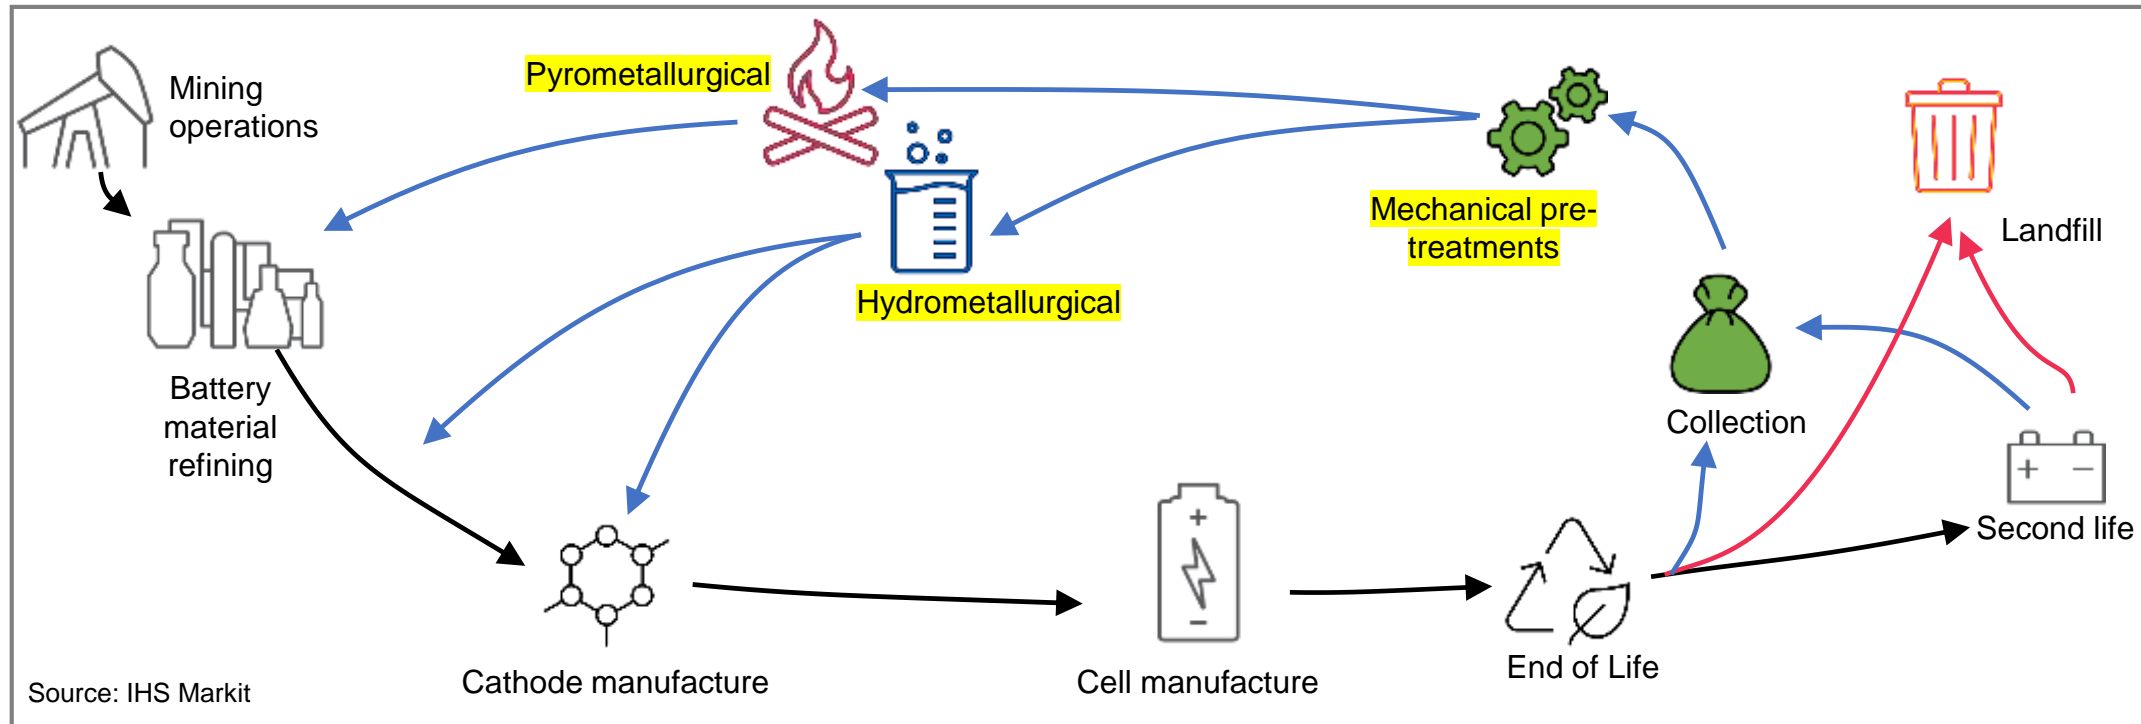 Mining
operations
Pyrometallurgical
Mechanical pre-
treatments
Landfill
Hydrometallurgical
Battery
material
refining
Collection
+ −
Second life
+
−
Cathode manufacture
Cell manufacture
End of Life
Source: IHS Markit